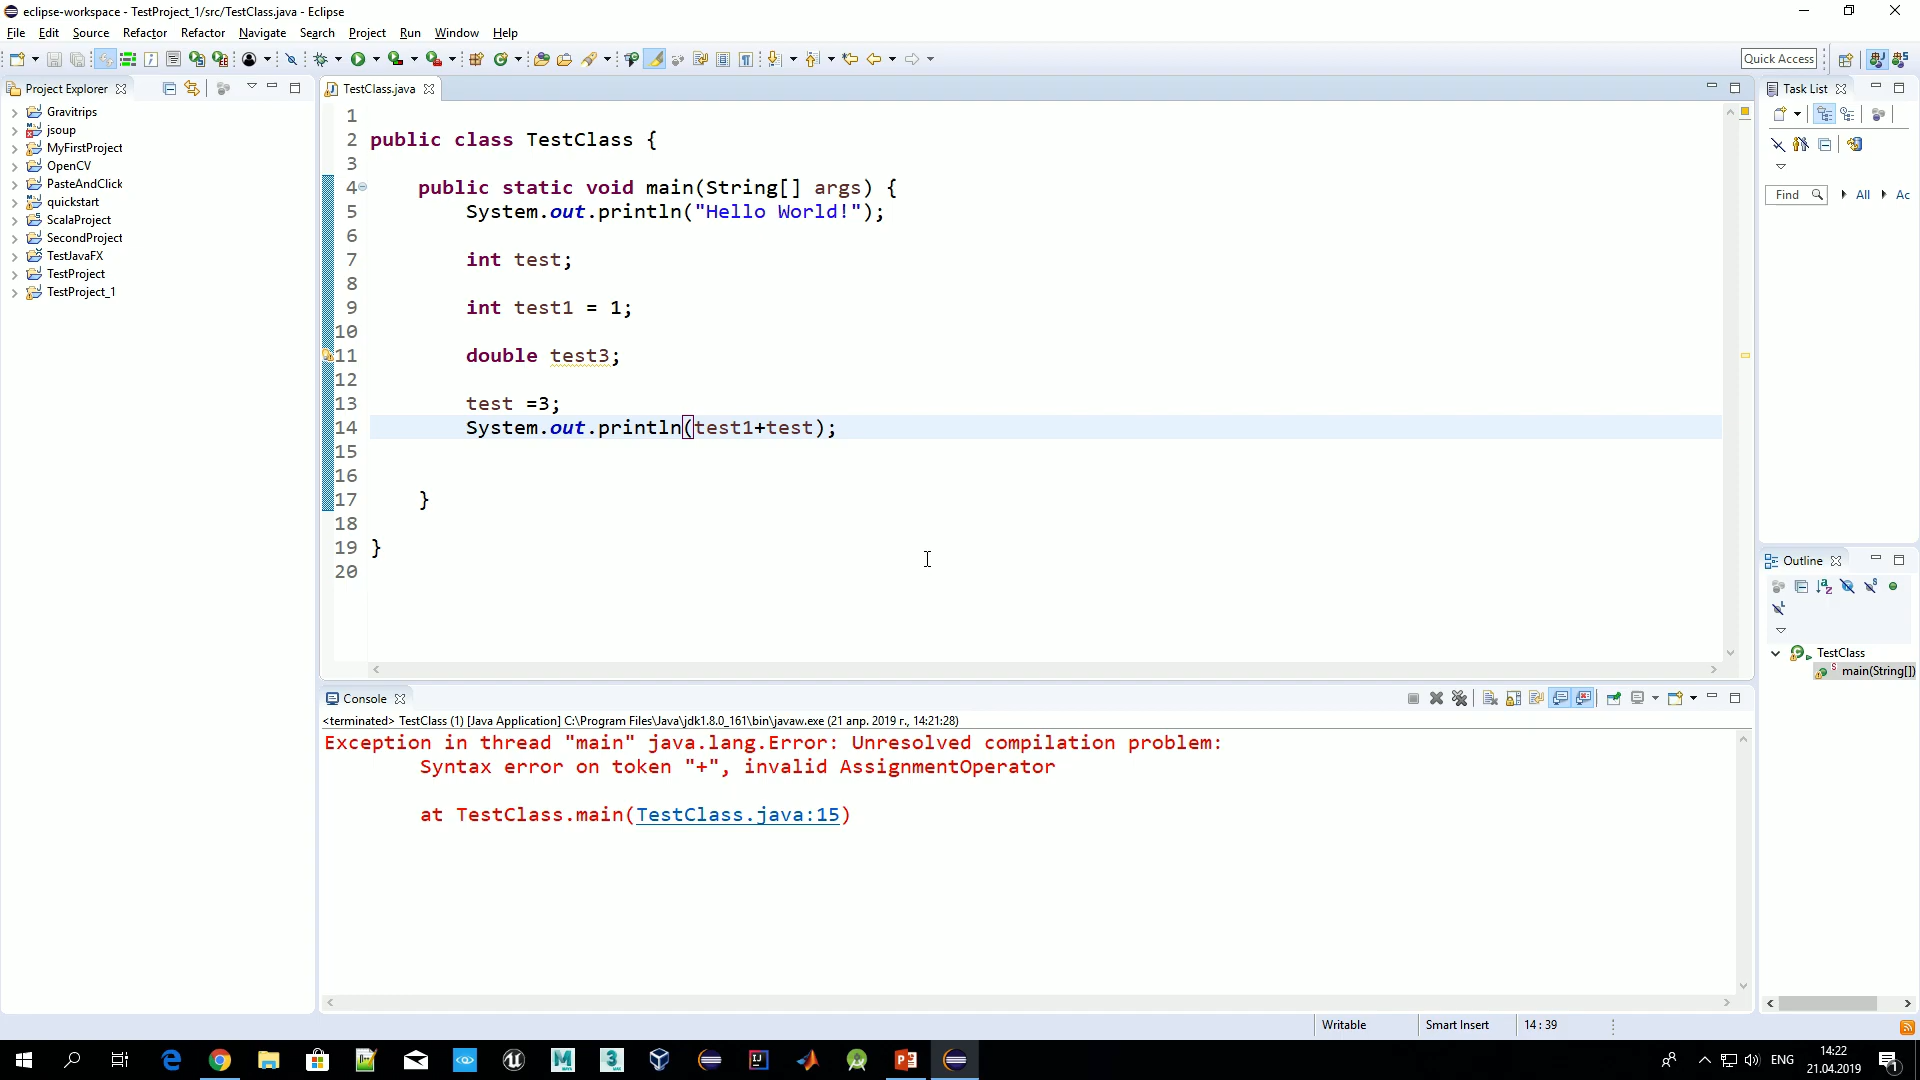 eclipse-workspace - TestProject_1/src/TestClass.java - Eclipse
File Edit Source Refactor Refactor Navigate Search Project Run Window Help
Quick Access
Project Explorer
Gravitrips
jsoup
MyFirstProject
OpenCV
PasteAndClick
quickstart
ScalaProject
SecondProject
TestJavaFX
TestProject
TestProject_1
TestClass.java
1
2 public class TestClass {
3
4 public static void main(String[] args) {
5 System.out.println("Hello World!");
6
7 int test;
8
9 int test1 = 1;
10
11 double test3;
12
13 test =3;
14 System.out.println(test1+test);
15
16
17 }
18
19 }
20
Task List
Find All Ac
Outline
TestClass
main(String[])
Console
<terminated> TestClass (1) [Java Application] C:\Program Files\Java\jdk1.8.0_161\bin\javaw.exe (21 апр. 2019 г., 14:21:28)
Exception in thread "main" java.lang.Error: Unresolved compilation problem:
Syntax error on token "+", invalid AssignmentOperator
at TestClass.main(TestClass.java:15)
Writable Smart Insert 14 : 39
ENG 14:22
21.04.2019